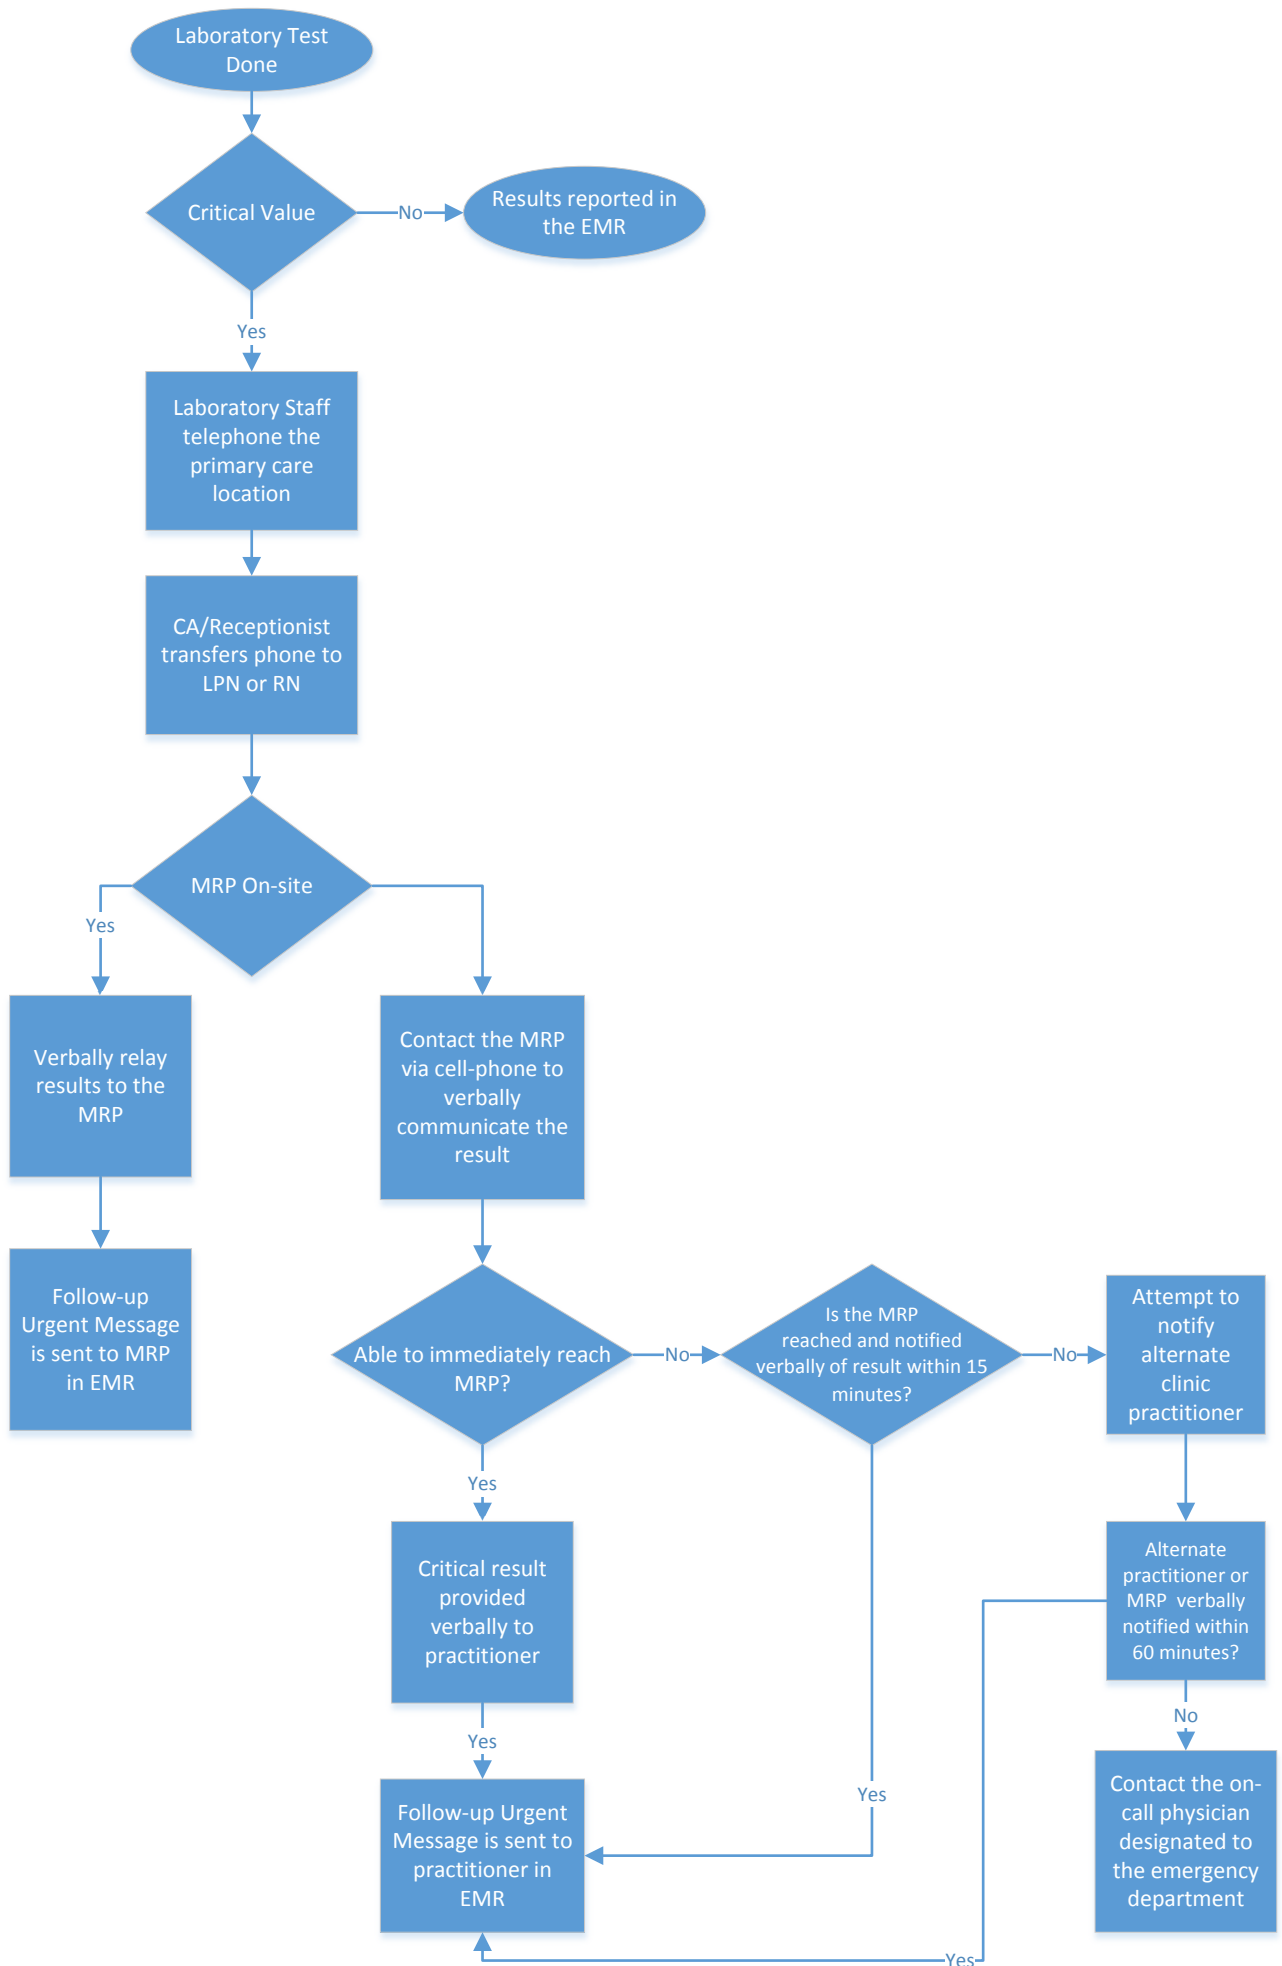 Laboratory Test
Done
Critical Value
No
Results reported in
the EMR
Yes
Laboratory Staff
telephone the
primary care
location
CA/Receptionist
transfers phone to
LPN or RN
MRP On-site
Yes
Verbally relay
results to the
MRP
Contact the MRP
via cell-phone to
verbally
communicate the
result
Follow-up
Urgent Message
is sent to MRP
in EMR
Able to immediately reach
MRP?
No
Is the MRP
reached and notified
verbally of result within 15
minutes?
No
Attempt to
notify
alternate
clinic
practitioner
Yes
Critical result
provided
verbally to
practitioner
Alternate
practitioner or
MRP verbally
notified within
60 minutes?
Yes
No
Follow-up Urgent
Message is sent to
practitioner in
EMR
Yes
Contact the on-
call physician
designated to
the emergency
department
Yes